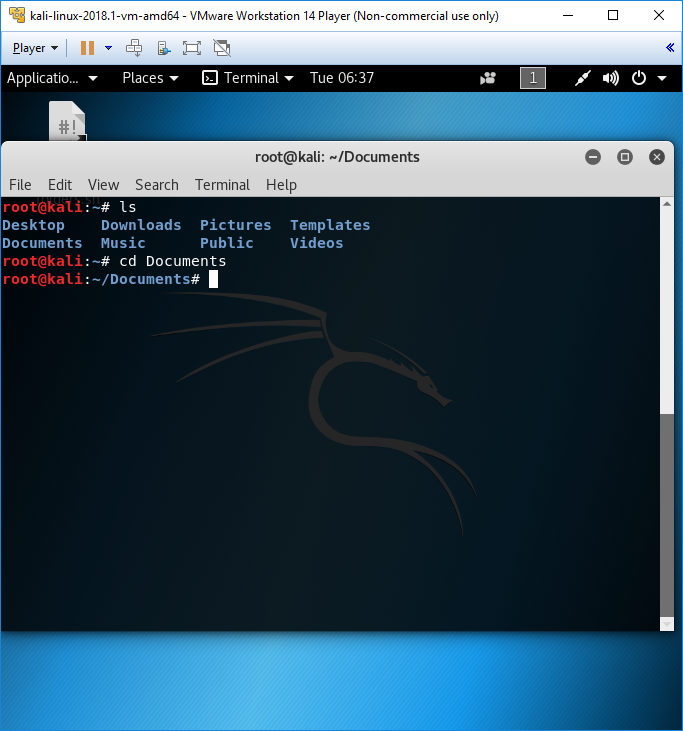 kali-linux-2018.1-vm-amd64 - VMware Workstation 14 Player (Non-commercial use only)
Player
Applicatio... Places Terminal Tue 06:37 1
#!
root@kali: ~/Documents
File Edit View Search Terminal Help
root@kali:~# ls
Desktop Downloads Pictures Templates
Documents Music Public Videos
root@kali:~# cd Documents
root@kali:~/Documents#